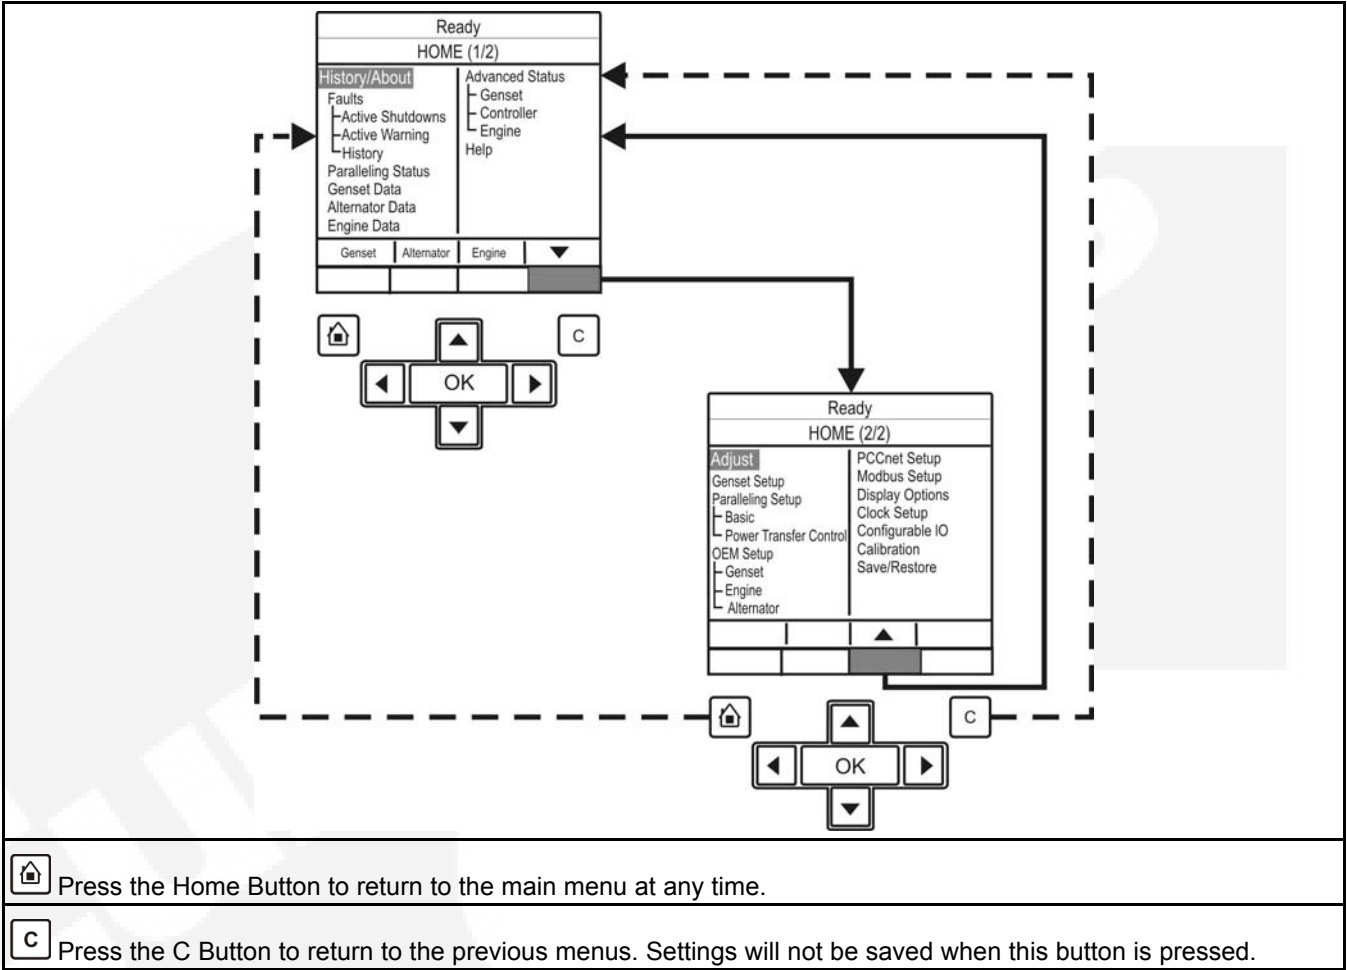 Ready
HOME (1/2)
History/About
Faults
Active Shutdowns
Active Warning
History
Paralleling Status
Genset Data
Alternator Data
Engine Data
Advanced Status
Genset
Controller
Engine
Help
Genset Alternator Engine
C
OK
Ready
HOME (2/2)
Adjust
Genset Setup
Paralleling Setup
Basic
Power Transfer Control
OEM Setup
Genset
Engine
Alternator
PCCnet Setup
Modbus Setup
Display Options
Clock Setup
Configurable IO
Calibration
Save/Restore
C
OK
Press the Home Button to return to the main menu at any time.
C Press the C Button to return to the previous menus. Settings will not be saved when this button is pressed.